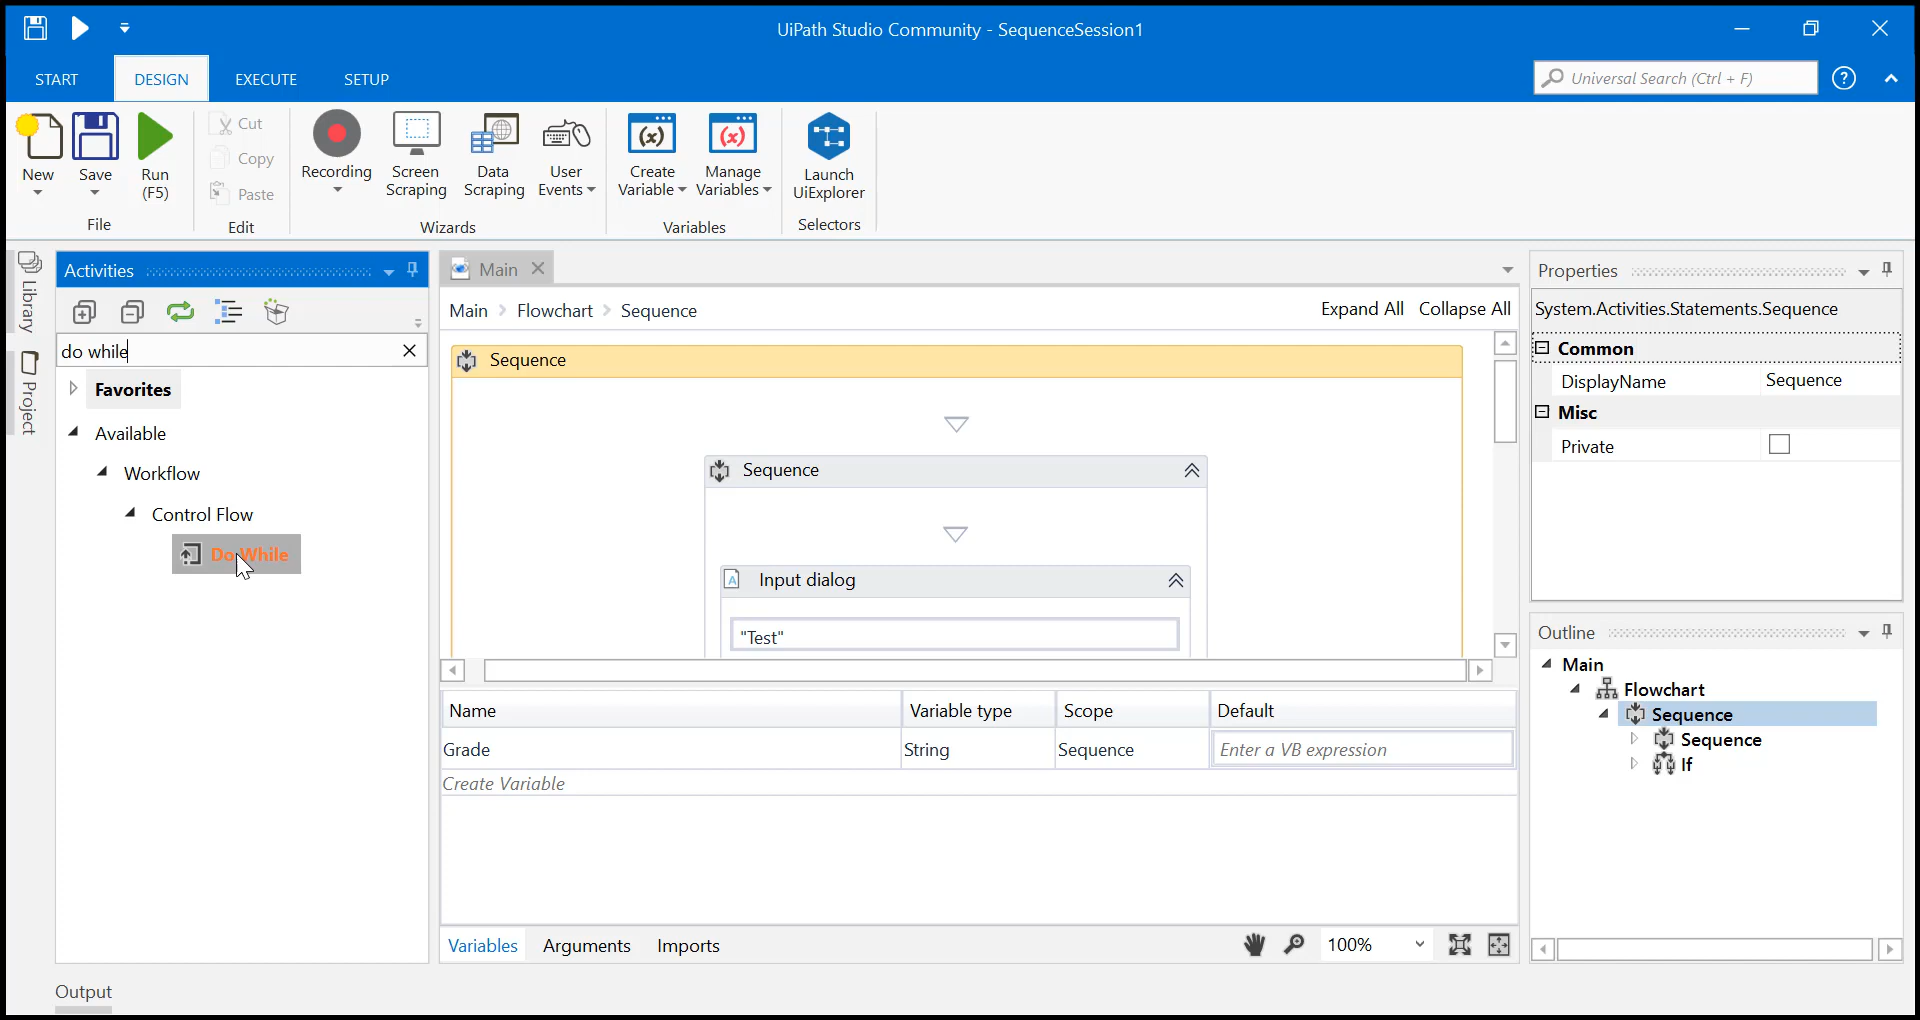 UiPath Studio Community - SequenceSession1
START DESIGN EXECUTE SETUP
Universal Search (Ctrl + F)
?
New
Save
Run
(F5)
File
Cut
Copy
Paste
Edit
Recording
Screen
Scraping
Data
Scraping
User
Events
Wizards
Create
Variable
Manage
Variables
Variables
Launch
UiExplorer
Selectors
Library
Project
Activities
do while
Favorites
Available
Workflow
Control Flow
Do While
Main
Main > Flowchart > Sequence
Expand All Collapse All
Sequence
Sequence
Input dialog
"Test"
Name Variable type Scope Default
Grade String Sequence Enter a VB expression
Create Variable
Variables Arguments Imports
100%
Properties
System.Activities.Statements.Sequence
Common
DisplayName Sequence
Misc
Private
Outline
Main
Flowchart
Sequence
Sequence
If
Output